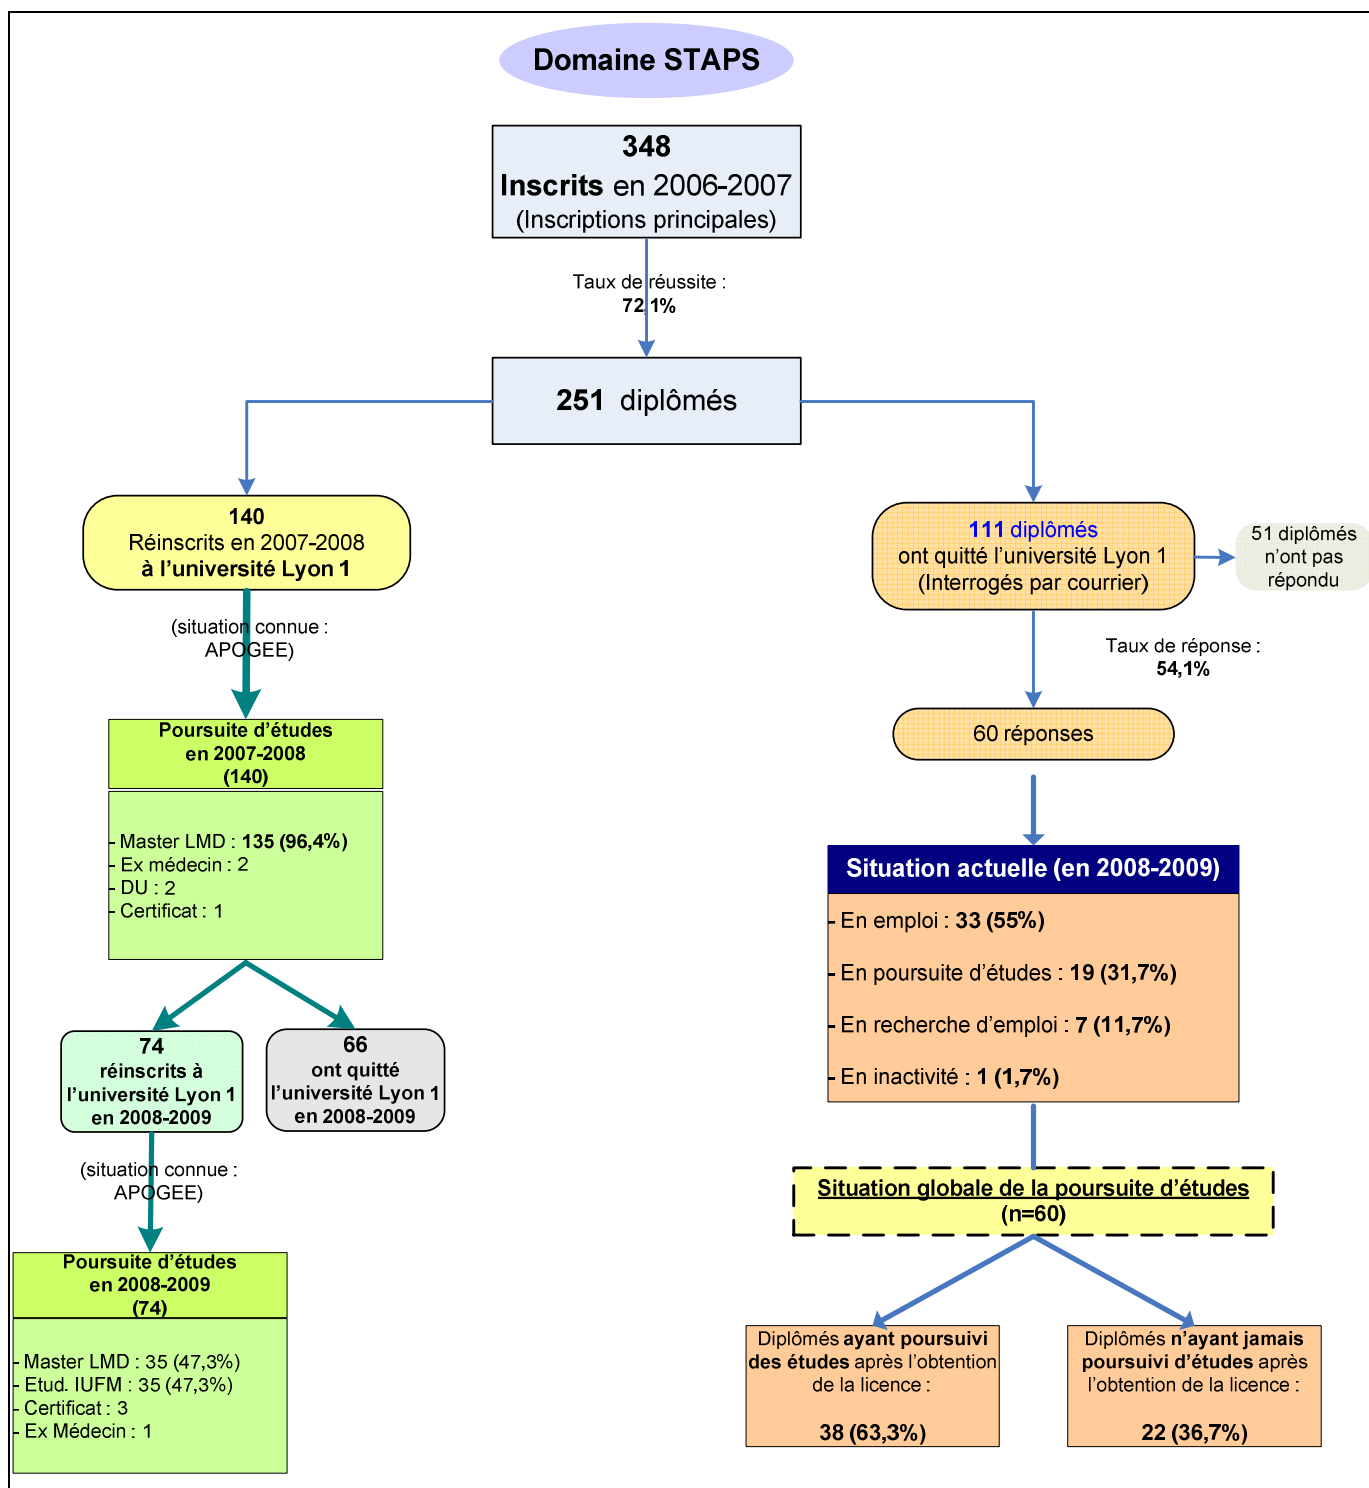 Domaine STAPS
348
Inscrits en 2006-2007
(Inscriptions principales)
Taux de réussite :
72,1%
251 diplômés
140
Réinscrits en 2007-2008
à l'université Lyon 1
(situation connue :
APOGEE)
Poursuite d'études
en 2007-2008
(140)
- Master LMD : 135 (96,4%)
- Ex médecin : 2
- DU : 2
- Certificat : 1
74
réinscrits à
l'université Lyon 1
en 2008-2009
66
ont quitté
l'université Lyon 1
en 2008-2009
(situation connue :
APOGEE)
Poursuite d'études
en 2008-2009
(74)
- Master LMD : 35 (47,3%)
- Etud. IUFM : 35 (47,3%)
- Certificat : 3
- Ex Médecin : 1
111 diplômés
ont quitté l'université Lyon 1
(Interrogés par courrier)
51 diplômés
n'ont pas
répondu
Taux de réponse :
54,1%
60 réponses
Situation actuelle (en 2008-2009)
- En emploi : 33 (55%)
- En poursuite d'études : 19 (31,7%)
- En recherche d'emploi : 7 (11,7%)
- En inactivité : 1 (1,7%)
Situation globale de la poursuite d'études
(n=60)
Diplômés ayant poursuivi
des études après l'obtention
de la licence :
38 (63,3%)
Diplômés n'ayant jamais
poursuivi d'études après
l'obtention de la licence :
22 (36,7%)